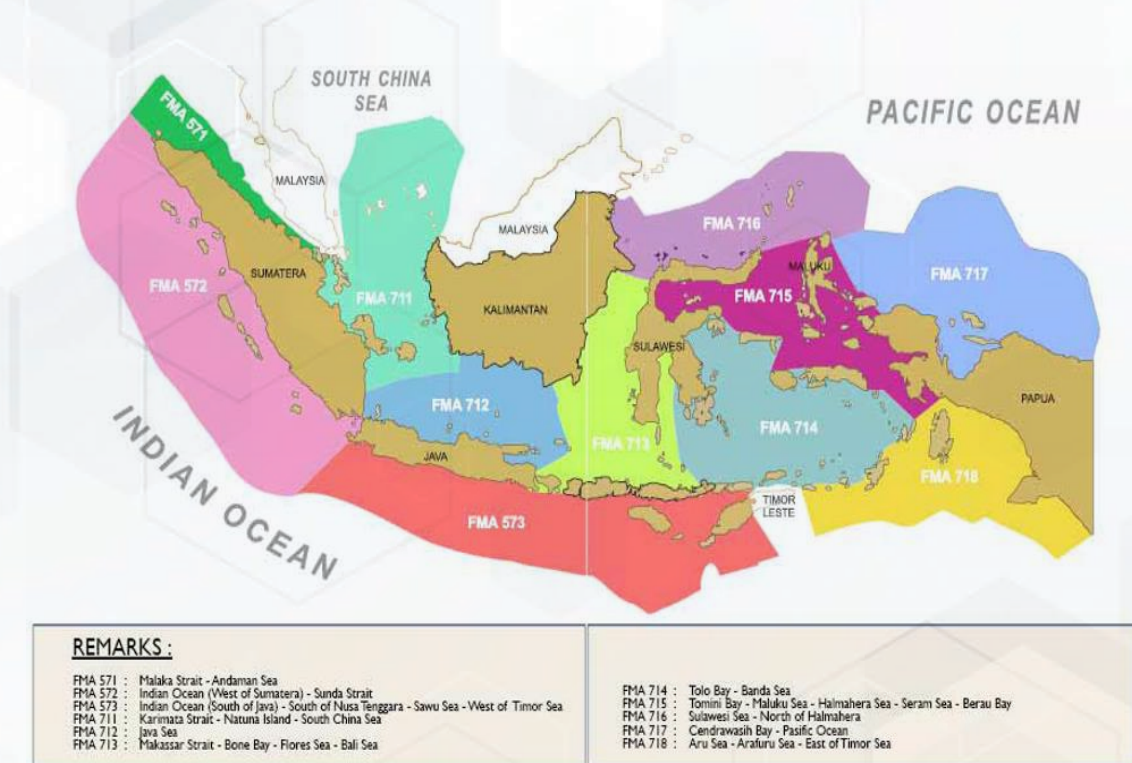 SOUTH CHINA
SEA
PACIFIC OCEAN
FMA 571
MALAYSIA
MALAYSIA
FMA 716
MALUKU
FMA 717
SUMATERA
FMA 572
FMA 711
KALIMANTAN
FMA 715
SULAWESI
FMA 712
PAPUA
FMA 714
FMA 713
JAVA
FMA 718
TIMOR
LESTE
INDIAN OCEAN
FMA 573
REMARKS :
FMA 571 : Malaka Strait - Andaman Sea
FMA 572 : Indian Ocean (West of Sumatera) - Sunda Strait
FMA 573 : Indian Ocean (South of Java) - South of Nusa Tenggara - Sawu Sea - West of Timor Sea
FMA 711 : Karimata Strait - Natuna Island - South China Sea
FMA 712 : Java Sea
FMA 713 : Makassar Strait - Bone Bay - Flores Sea - Bali Sea
FMA 714 : Tolo Bay - Banda Sea
FMA 715 : Tomini Bay - Maluku Sea - Halmahera Sea - Seram Sea - Berau Bay
FMA 716 : Sulawesi Sea - North of Halmahera
FMA 717 : Cendrawasih Bay - Pasific Ocean
FMA 718 : Aru Sea - Arafuru Sea - East of Timor Sea